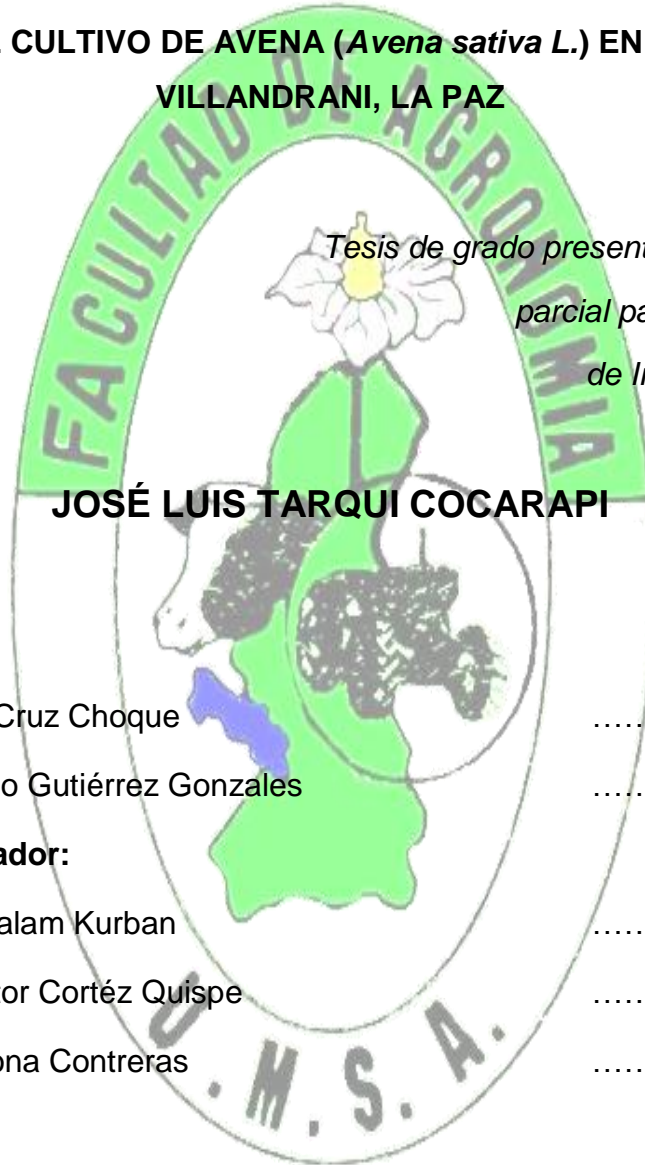 L CULTIVO DE AVENA (Avena sativa L.) EN
VILLANDRANI, LA PAZ
FACULTAD DE AGRONOMIA
Tesis de grado present
parcial pa
de I
JOSÉ LUIS TARQUI COCARAPI
Cruz Choque .....
o Gutiérrez Gonzales .....
ador:
alam Kurban .....
tor Cortéz Quispe .....
ona Contreras .....
U.M.S.A.